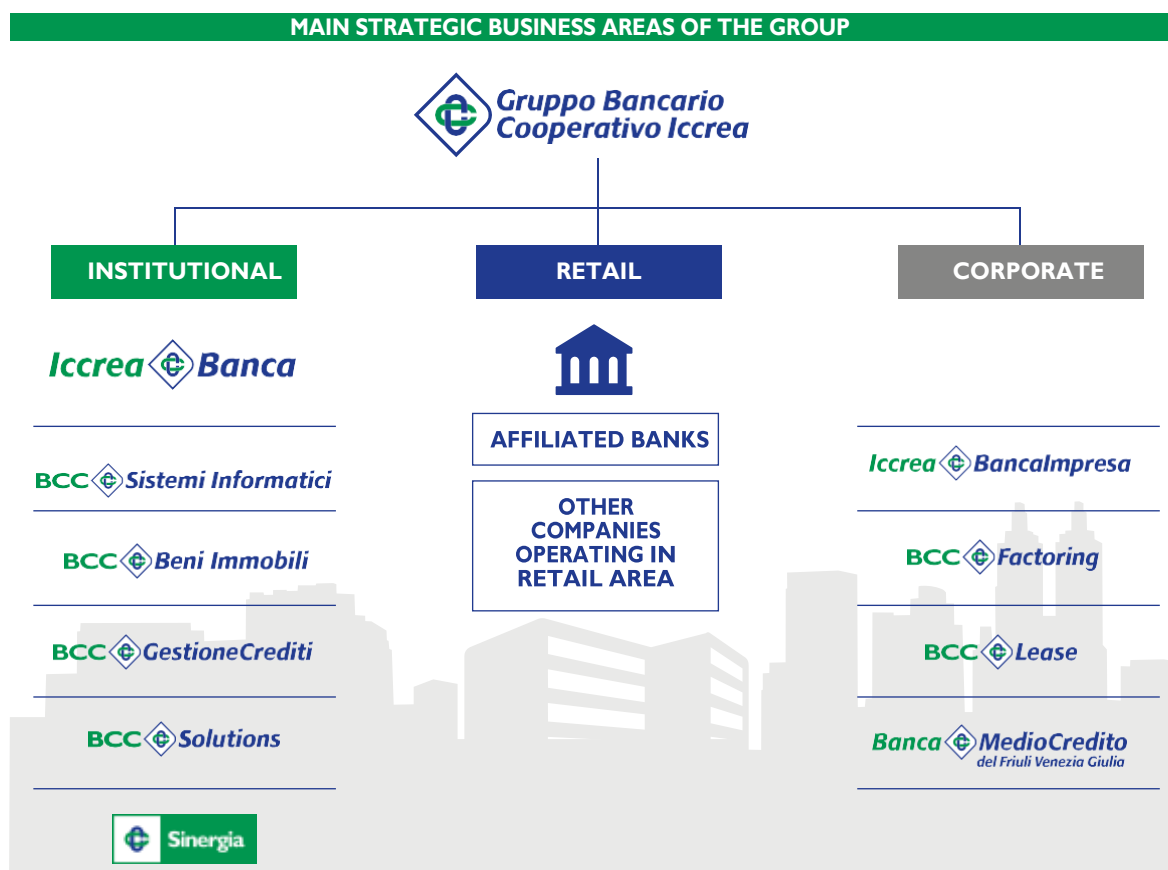 MAIN STRATEGIC BUSINESS AREAS OF THE GROUP
Gruppo Bancario
Cooperativo Iccrea
INSTITUTIONAL
Iccrea Banca
BCC Sistemi Informatici
BCC Beni Immobili
BCC GestioneCrediti
BCC Solutions
Sinergia
RETAIL
AFFILIATED BANKS
OTHER
COMPANIES
OPERATING IN
RETAIL AREA
CORPORATE
Iccrea BancaImpresa
BCC Factoring
BCC Lease
Banca MedioCredito
del Friuli Venezia Giulia